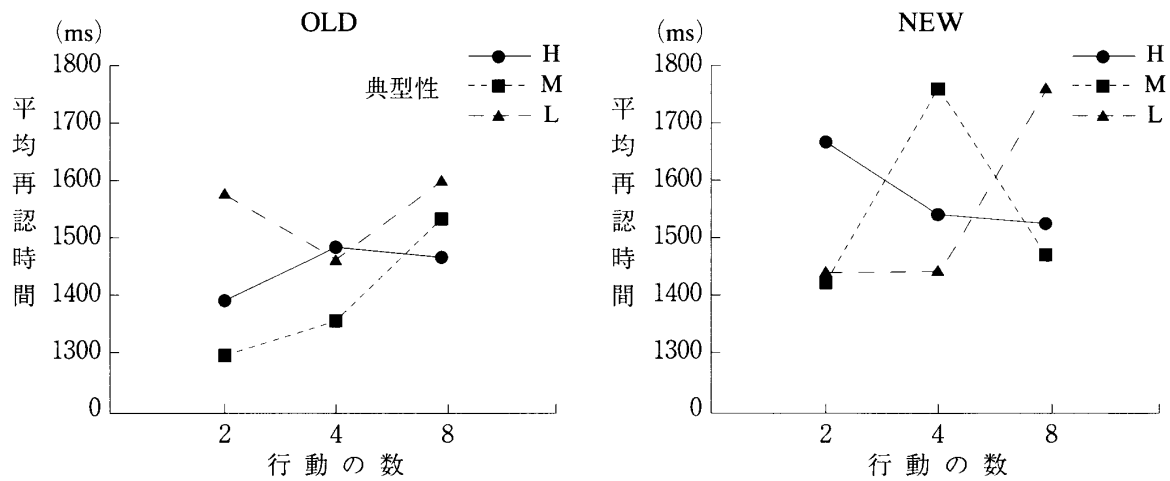 OLD
(ms)
H
M
L
典型性
1800
1700
1600
1500
1400
1300
0
平均再認時間
2 4 8
行動の数
NEW
(ms)
H
M
L
1800
1700
1600
1500
1400
1300
0
平均再認時間
2 4 8
行動の数